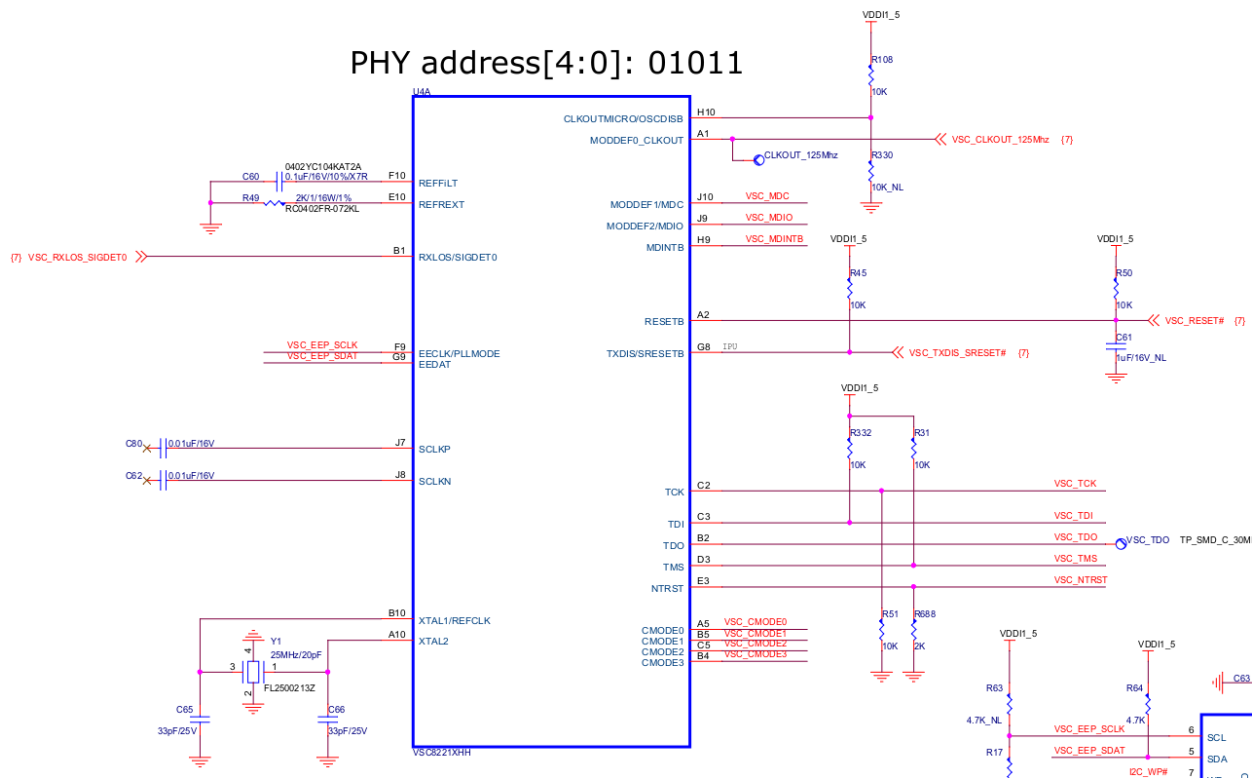 VDDI1_5
PHY address[4:0]: 01011
R108
10K
U4A
CLKOUTMICRO/OSCDISB
H10
MODDEF0_CLKOUT
A1
VSC_CLKOUT_125Mhz {7}
CLKOUT_125Mhz
R330
10K_NL
0402YC104KAT2A
C60
0.1uF/16V/10%/X7R
F10
REFFiLT
R49
2K/1/16W/1%
RC0402FR-072KL
E10
REFREXT
MODDEF1/MDC
J10
VSC_MDC
MODDEF2/MDIO
J9
VSC_MDIO
MDINTB
H9
VSC_MDINTB
{7} VSC_RXLOS_SIGDET0
B1
RXLOS/SIGDET0
VDDI1_5
R45
10K
VDDI1_5
R50
10K
RESETB
A2
VSC_RESET# {7}
C61
1uF/16V_NL
TXDIS/SRESETB
G8
IPU
VSC_TXDIS_SRESET# {7}
VSC_EEP_SCLK
F9
EECLK/PLLMODE
VSC_EEP_SDAT
G9
EEDAT
VDDI1_5
R332
10K
R31
10K
C80
0.01uF/16V
J7
SCLKP
C62
0.01uF/16V
J8
SCLKN
TCK
C2
VSC_TCK
TDI
C3
VSC_TDI
TDO
B2
VSC_TDO
VSC_TDO
TMS
D3
VSC_TMS
NTRST
E3
VSC_NTRST
R51
10K
R688
2K
B10
XTAL1/REFCLK
A10
XTAL2
Y1
25MHz/20pF
4
3
1
2
FL2500213Z
C65
33pF/25V
C66
33pF/25V
CMODE0
A5
VSC_CMODE0
CMODE1
B5
VSC_CMODE1
CMODE2
C5
VSC_CMODE2
CMODE3
B4
VSC_CMODE3
VSC8221XHH
VDDI1_5
VDDI1_5
R63
4.7K_NL
R64
4.7K
C63
VSC_EEP_SCLK
6
SCL
VSC_EEP_SDAT
5
SDA
R17
I2C_WP#
7